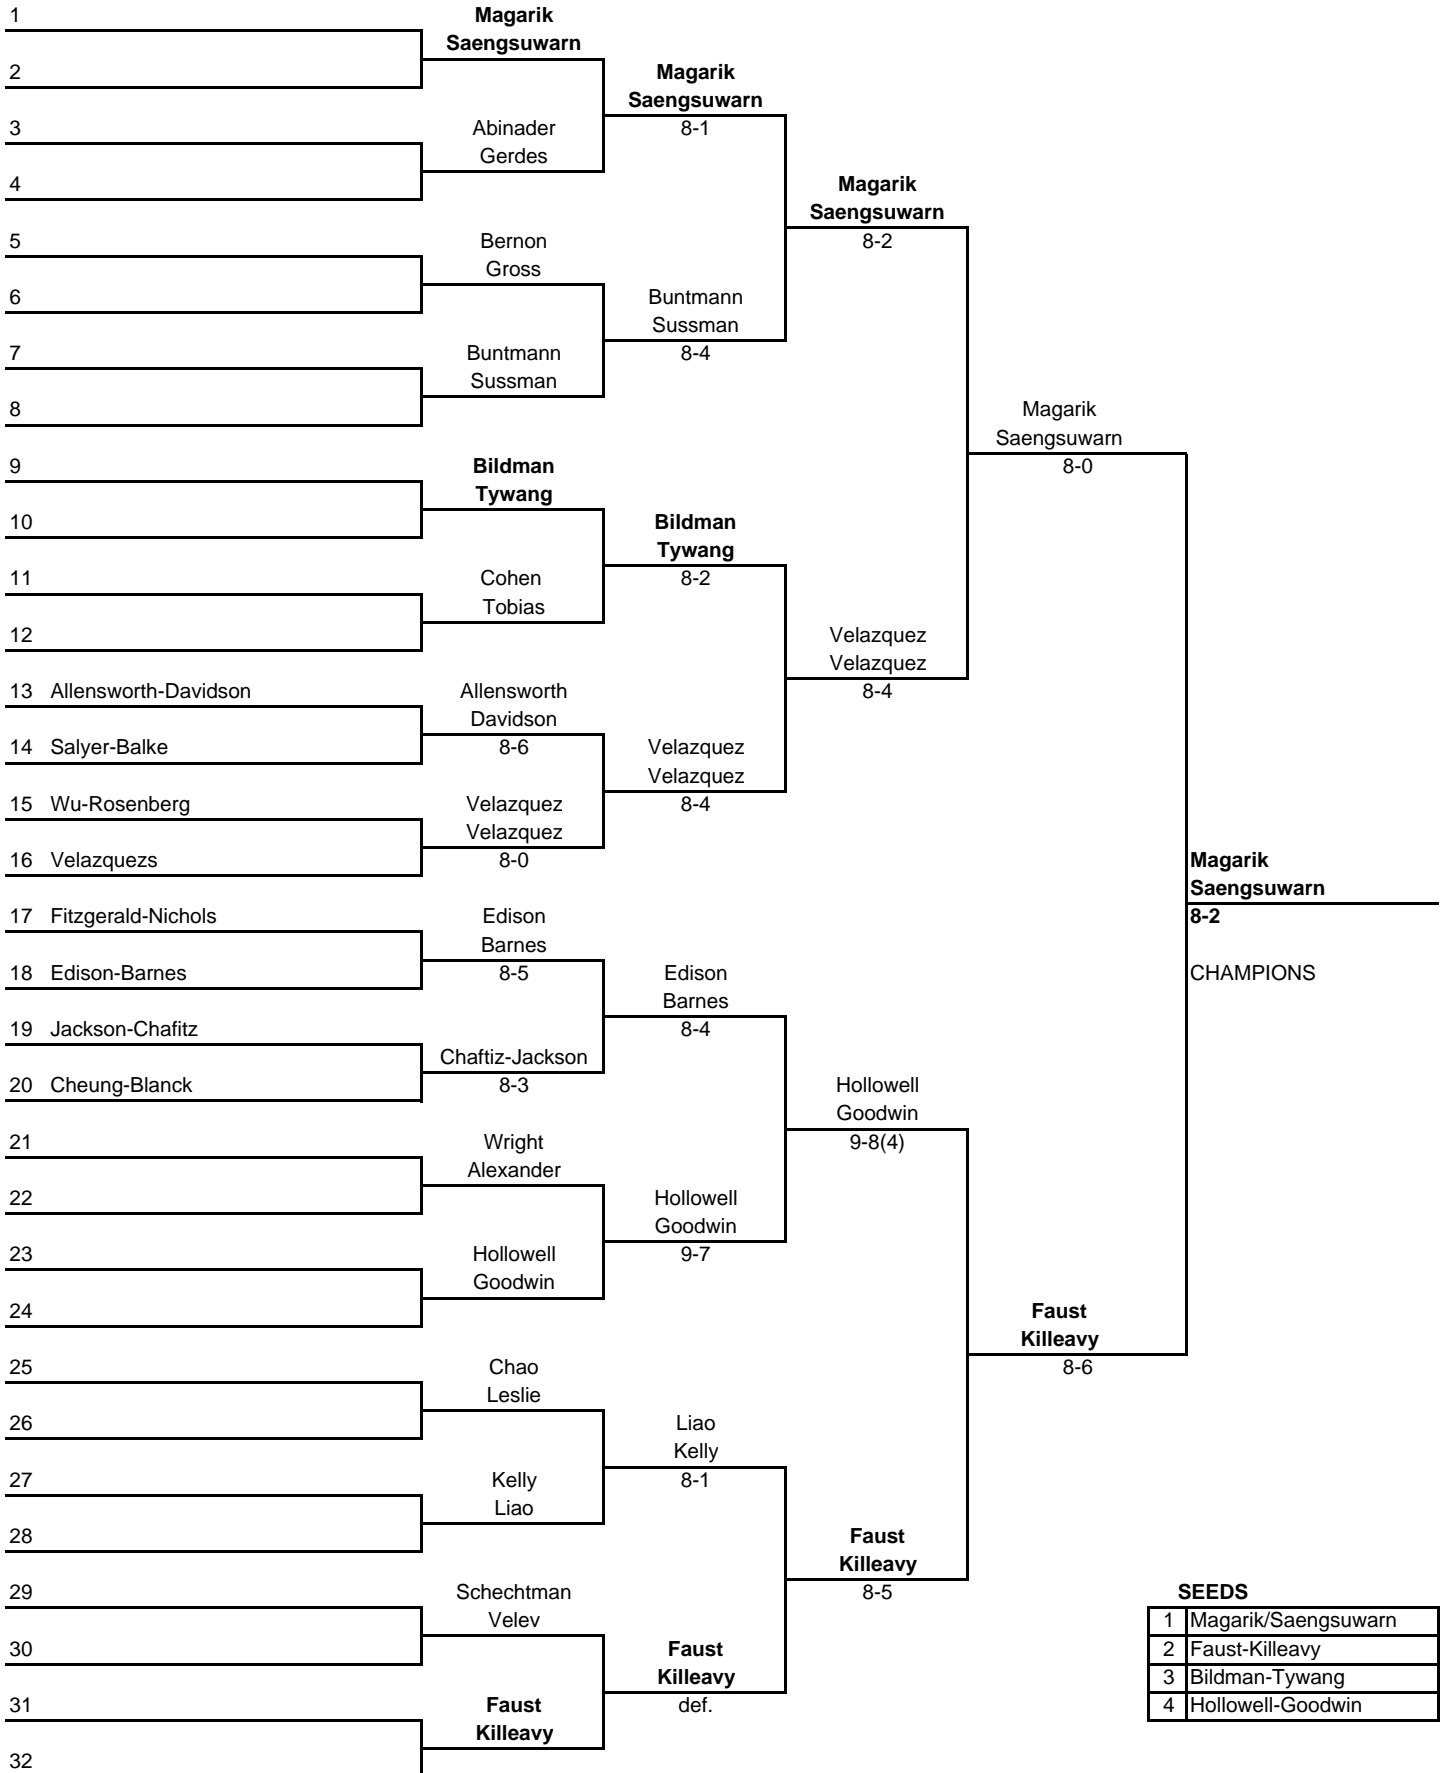 1
Magarik
Saengsuwarn
2
Magarik
Saengsuwarn
3
Abinader
8-1
Gerdes
4
Magarik
Saengsuwarn
5
Bernon
8-2
Gross
6
Buntmann
Sussman
7
Buntmann
8-4
Sussman
8
Magarik
Saengsuwarn
9
Bildman
8-0
Tywang
10
Bildman
Tywang
11
Cohen
8-2
Tobias
12
Velazquez
Velazquez
13 Allensworth-Davidson
Allensworth
8-4
Davidson
14 Salyer-Balke
8-6
Velazquez
Velazquez
15 Wu-Rosenberg
Velazquez
8-4
Velazquez
16 Velazquezs
8-0
Magarik
Saengsuwarn
17 Fitzgerald-Nichols
Edison
8-2
Barnes
18 Edison-Barnes
8-5
Edison
CHAMPIONS
Barnes
19 Jackson-Chafitz
8-4
Chaftiz-Jackson
20 Cheung-Blanck
8-3
Hollowell
Goodwin
21
Wright
9-8(4)
Alexander
22
Hollowell
Goodwin
23
Hollowell
9-7
Goodwin
24
Faust
Killeavy
25
Chao
8-6
Leslie
26
Liao
Kelly
27
Kelly
8-1
Liao
28
Faust
Killeavy
29
Schechtman
8-5
SEEDS
Velev
1 Magarik/Saengsuwarn
30
Faust
2 Faust-Killeavy
Killeavy
3 Bildman-Tywang
31
Faust
def.
4 Hollowell-Goodwin
Killeavy
32